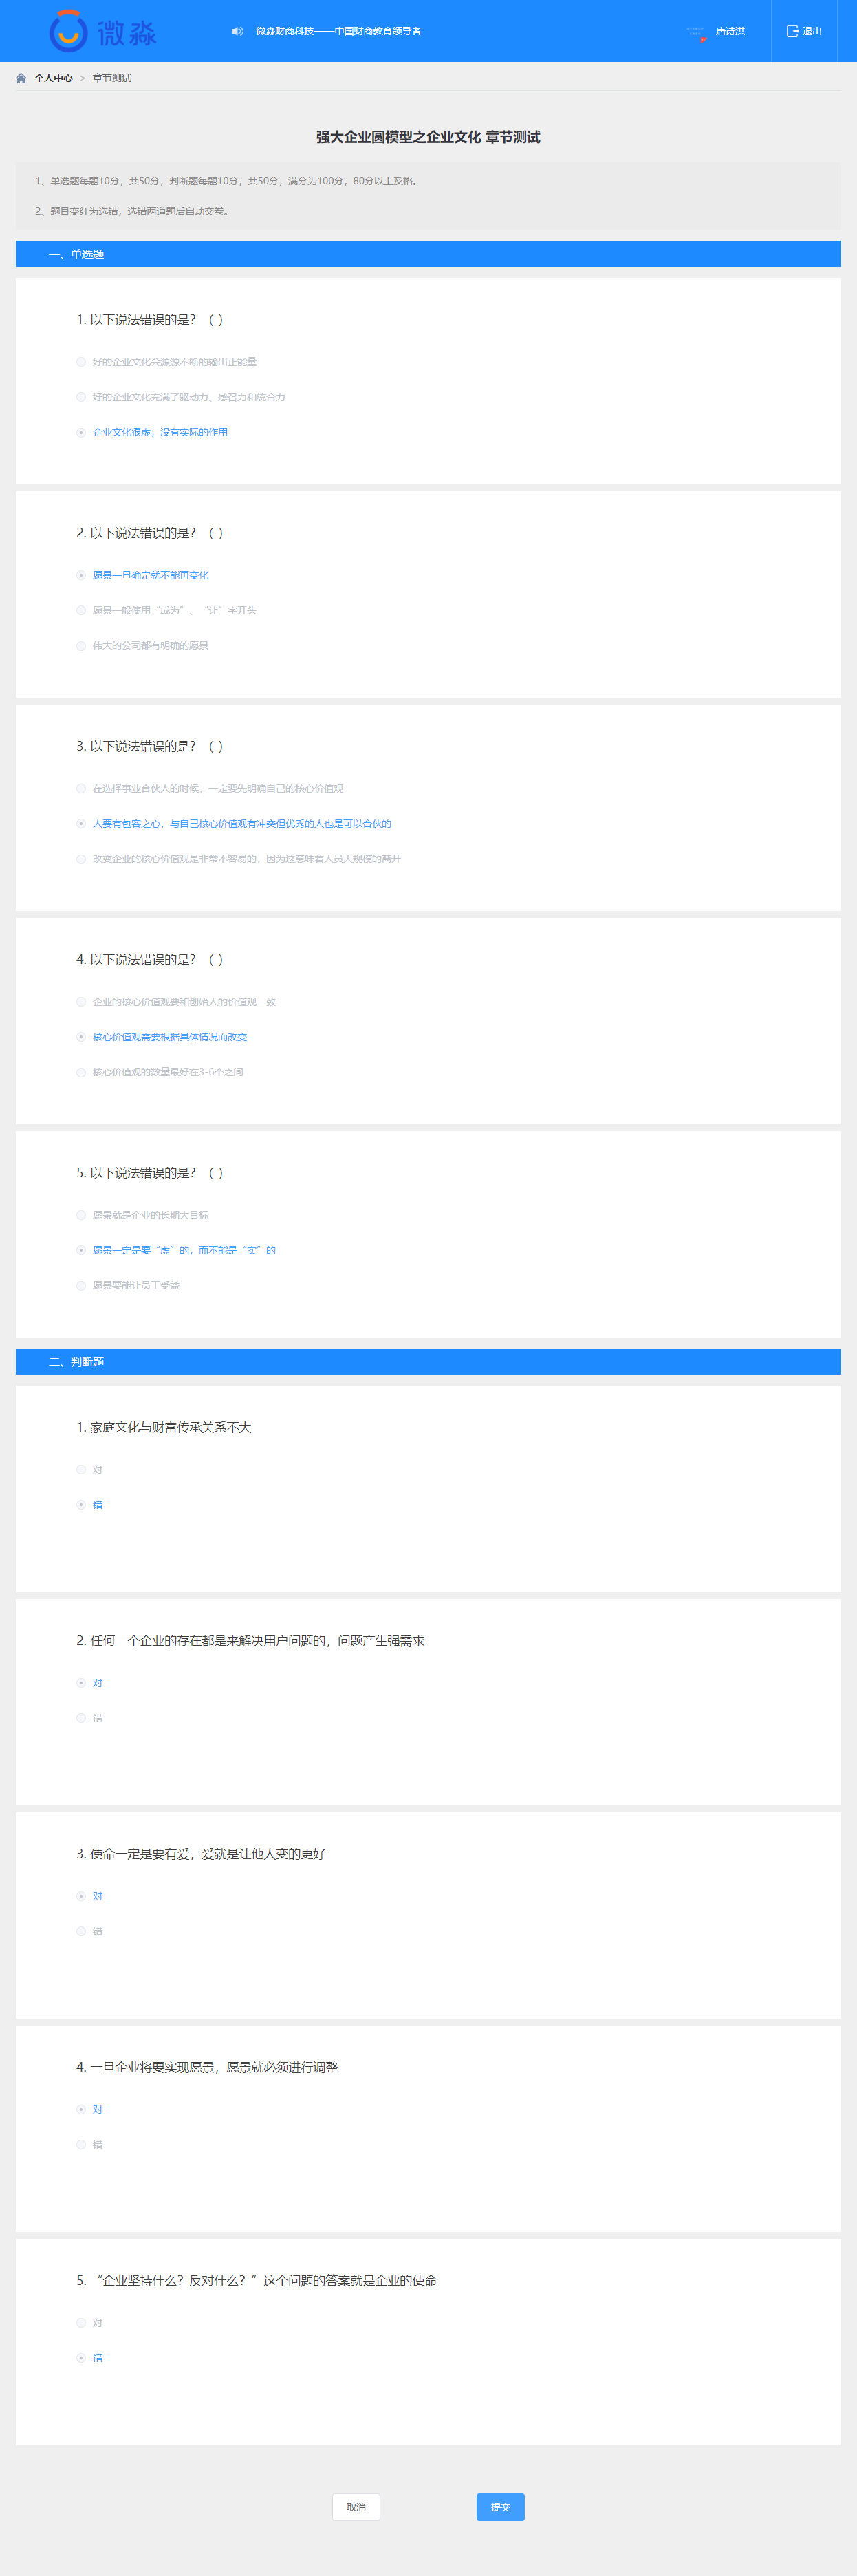 微淼
微淼财商科技——中国财商教育领导者
唐诗洪
退出
个人中心 > 章节测试
强大企业圆模型之企业文化 章节测试
1、单选题每题10分，共50分，判断题每题10分，共50分，满分为100分，80分以上及格。
2、题目变红为选错，选错两道题后自动交卷。
一、单选题
1. 以下说法错误的是？（ ）
好的企业文化会源源不断的输出正能量
好的企业文化充满了驱动力、感召力和统合力
企业文化很虚，没有实际的作用
2. 以下说法错误的是？（ ）
愿景一旦确定就不能再变化
愿景一般使用“成为”、“让”字开头
伟大的公司都有明确的愿景
3. 以下说法错误的是？（ ）
在选择事业合伙人的时候，一定要先明确自己的核心价值观
人要有包容之心，与自己核心价值观有冲突但优秀的人也是可以合伙的
改变企业的核心价值观是非常不容易的，因为这意味着人员大规模的离开
4. 以下说法错误的是？（ ）
企业的核心价值观要和创始人的价值观一致
核心价值观需要根据具体情况而改变
核心价值观的数量最好在3-6个之间
5. 以下说法错误的是？（ ）
愿景就是企业的长期大目标
愿景一定是要“虚”的，而不能是“实”的
愿景要能让员工受益
二、判断题
1. 家庭文化与财富传承关系不大
对
错
2. 任何一个企业的存在都是来解决用户问题的，问题产生强需求
对
错
3. 使命一定是要有爱，爱就是让他人变的更好
对
错
4. 一旦企业将要实现愿景，愿景就必须进行调整
对
错
5. “企业坚持什么？反对什么？”这个问题的答案就是企业的使命
对
错
取消
提交